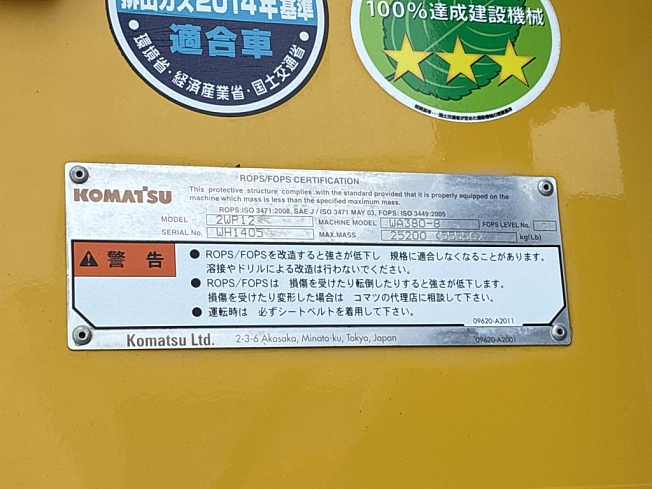 排出ガス2014年基準
適合車
・環境省・経済産業省・国土交通省・
100%達成建設機械
ROPS/FOPS CERTIFICATION
KOMATSU
This protective structure complies with the standard provided that it is properly equipped on the
machine which mass is less than the specified maximum mass.
ROPS:ISO 3471:2008, SAE J / ISO 3471 MAY 03, FOPS: ISO 3449:2005
MODEL 2WP12 MACHINE MODEL WA380-8 FOPS LEVEL No.
SERIAL No. WH1405 MAX.MASS 25200 (55556) kg(Lb)
警告
● ROPS/FOPSを改造すると強さが低下し 規格に適合しなくなることがあります。
溶接やドリルによる改造は行わないでください。
● ROPS/FOPSは 損傷を受けたり転倒したりすると強さが低下します。
損傷を受けたり変形した場合は コマツの代理店に相談して下さい。
● 運転時は 必ずシートベルトを着用して下さい。
09620-A2011
Komatsu Ltd. 2-3-6 Akasaka, Minato-ku, Tokyo, Japan 09620-A2001